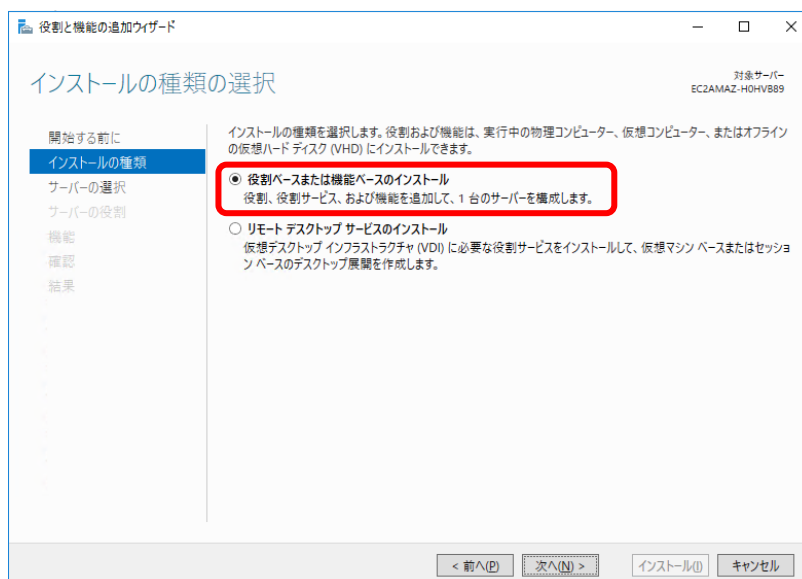 役割と機能の追加ウィザード
インストールの種類の選択
対象サーバー
EC2AMAZ-H0HVB89
開始する前に
インストールの種類
サーバーの選択
サーバーの役割
機能
確認
結果
インストールの種類を選択します。役割および機能は、実行中の物理コンピューター、仮想コンピューター、またはオフライン
の仮想ハード ディスク (VHD) にインストールできます。
役割ベースまたは機能ベースのインストール
役割、役割サービス、および機能を追加して、1 台のサーバーを構成します。
リモート デスクトップ サービスのインストール
仮想デスクトップ インフラストラクチャ (VDI) に必要な役割サービスをインストールして、仮想マシン ベースまたはセッショ
ン ベースのデスクトップ展開を作成します。
< 前へ(P) 次へ(N) > インストール(I) キャンセル